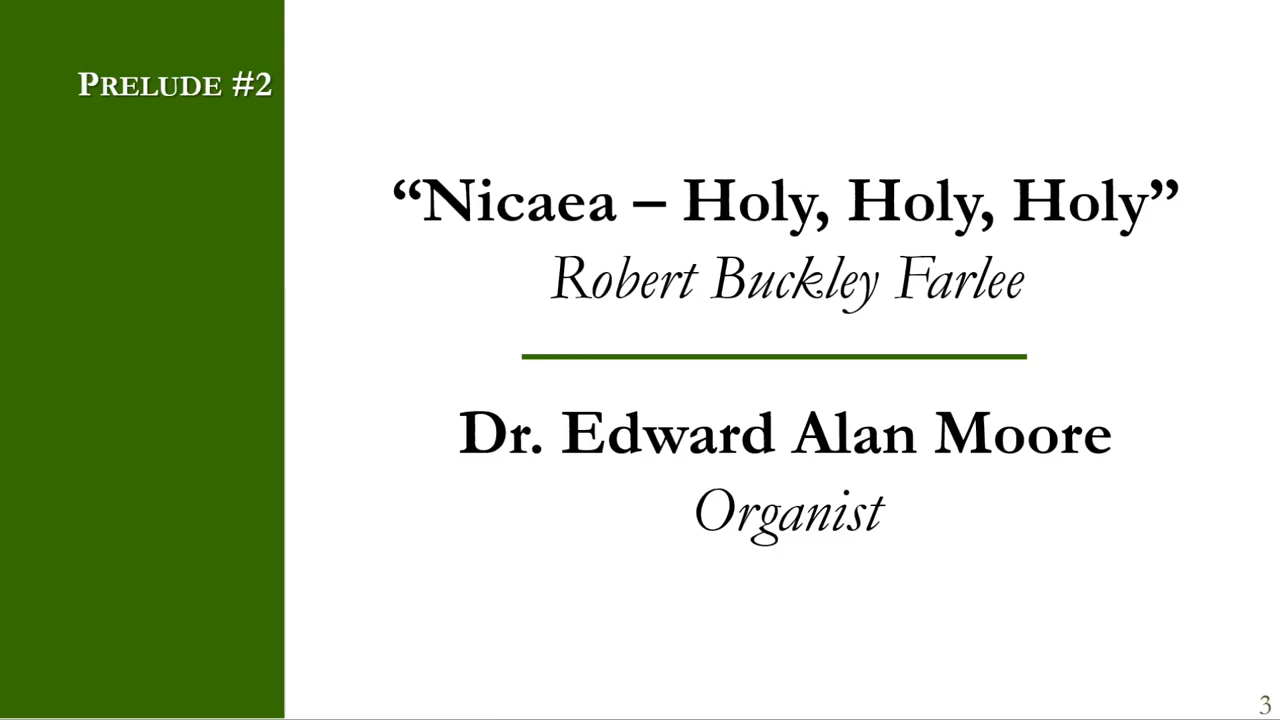 PRELUDE #2
“Nicaea – Holy, Holy, Holy”
Robert Buckley Farlee
Dr. Edward Alan Moore
Organist
3